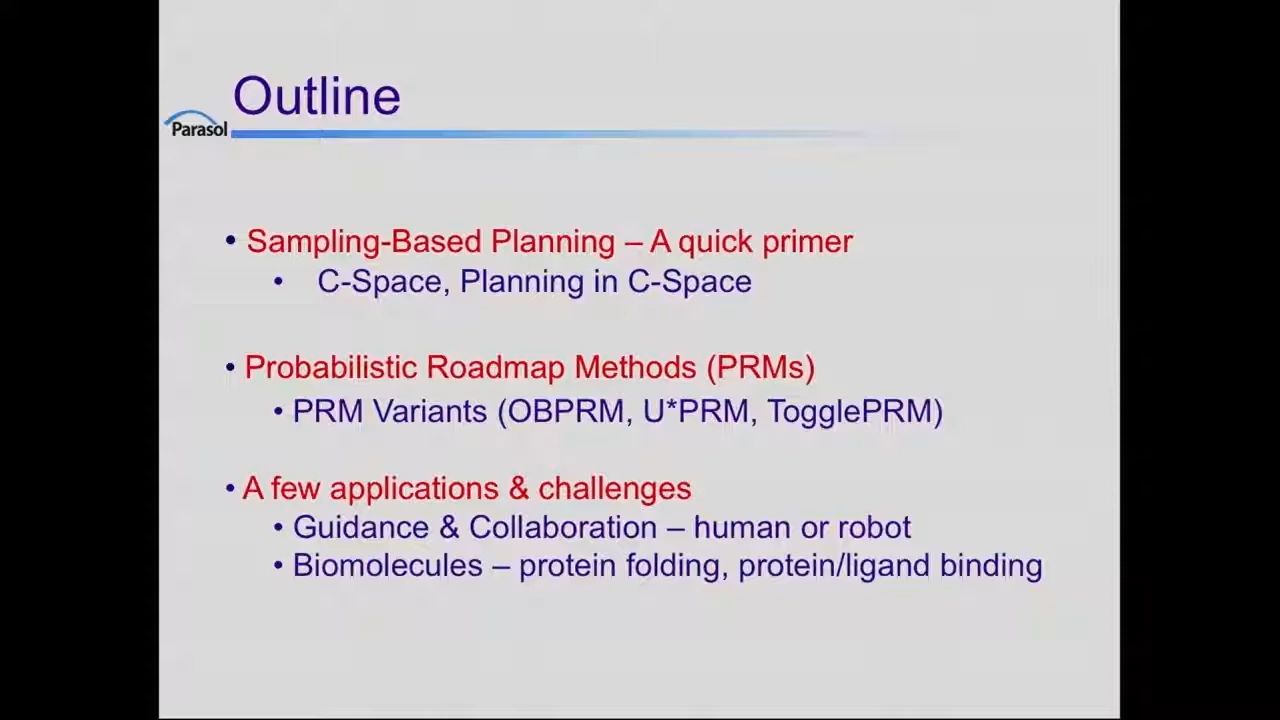 Outline
Parasol
• Sampling-Based Planning – A quick primer
• C-Space, Planning in C-Space
• Probabilistic Roadmap Methods (PRMs)
• PRM Variants (OBPRM, U*PRM, TogglePRM)
• A few applications & challenges
• Guidance & Collaboration – human or robot
• Biomolecules – protein folding, protein/ligand binding